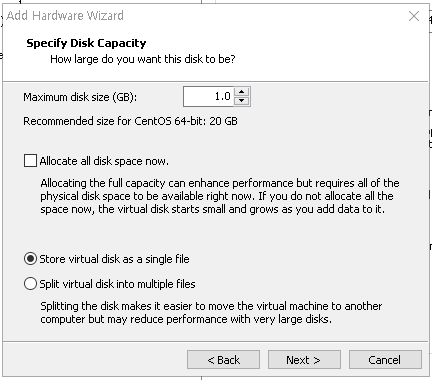 Add Hardware Wizard
Specify Disk Capacity
How large do you want this disk to be?
Maximum disk size (GB): 1.0
Recommended size for CentOS 64-bit: 20 GB
Allocate all disk space now.
Allocating the full capacity can enhance performance but requires all of the
physical disk space to be available right now. If you do not allocate all the
space now, the virtual disk starts small and grows as you add data to it.
Store virtual disk as a single file
Split virtual disk into multiple files
Splitting the disk makes it easier to move the virtual machine to another
computer but may reduce performance with very large disks.
< Back Next > Cancel